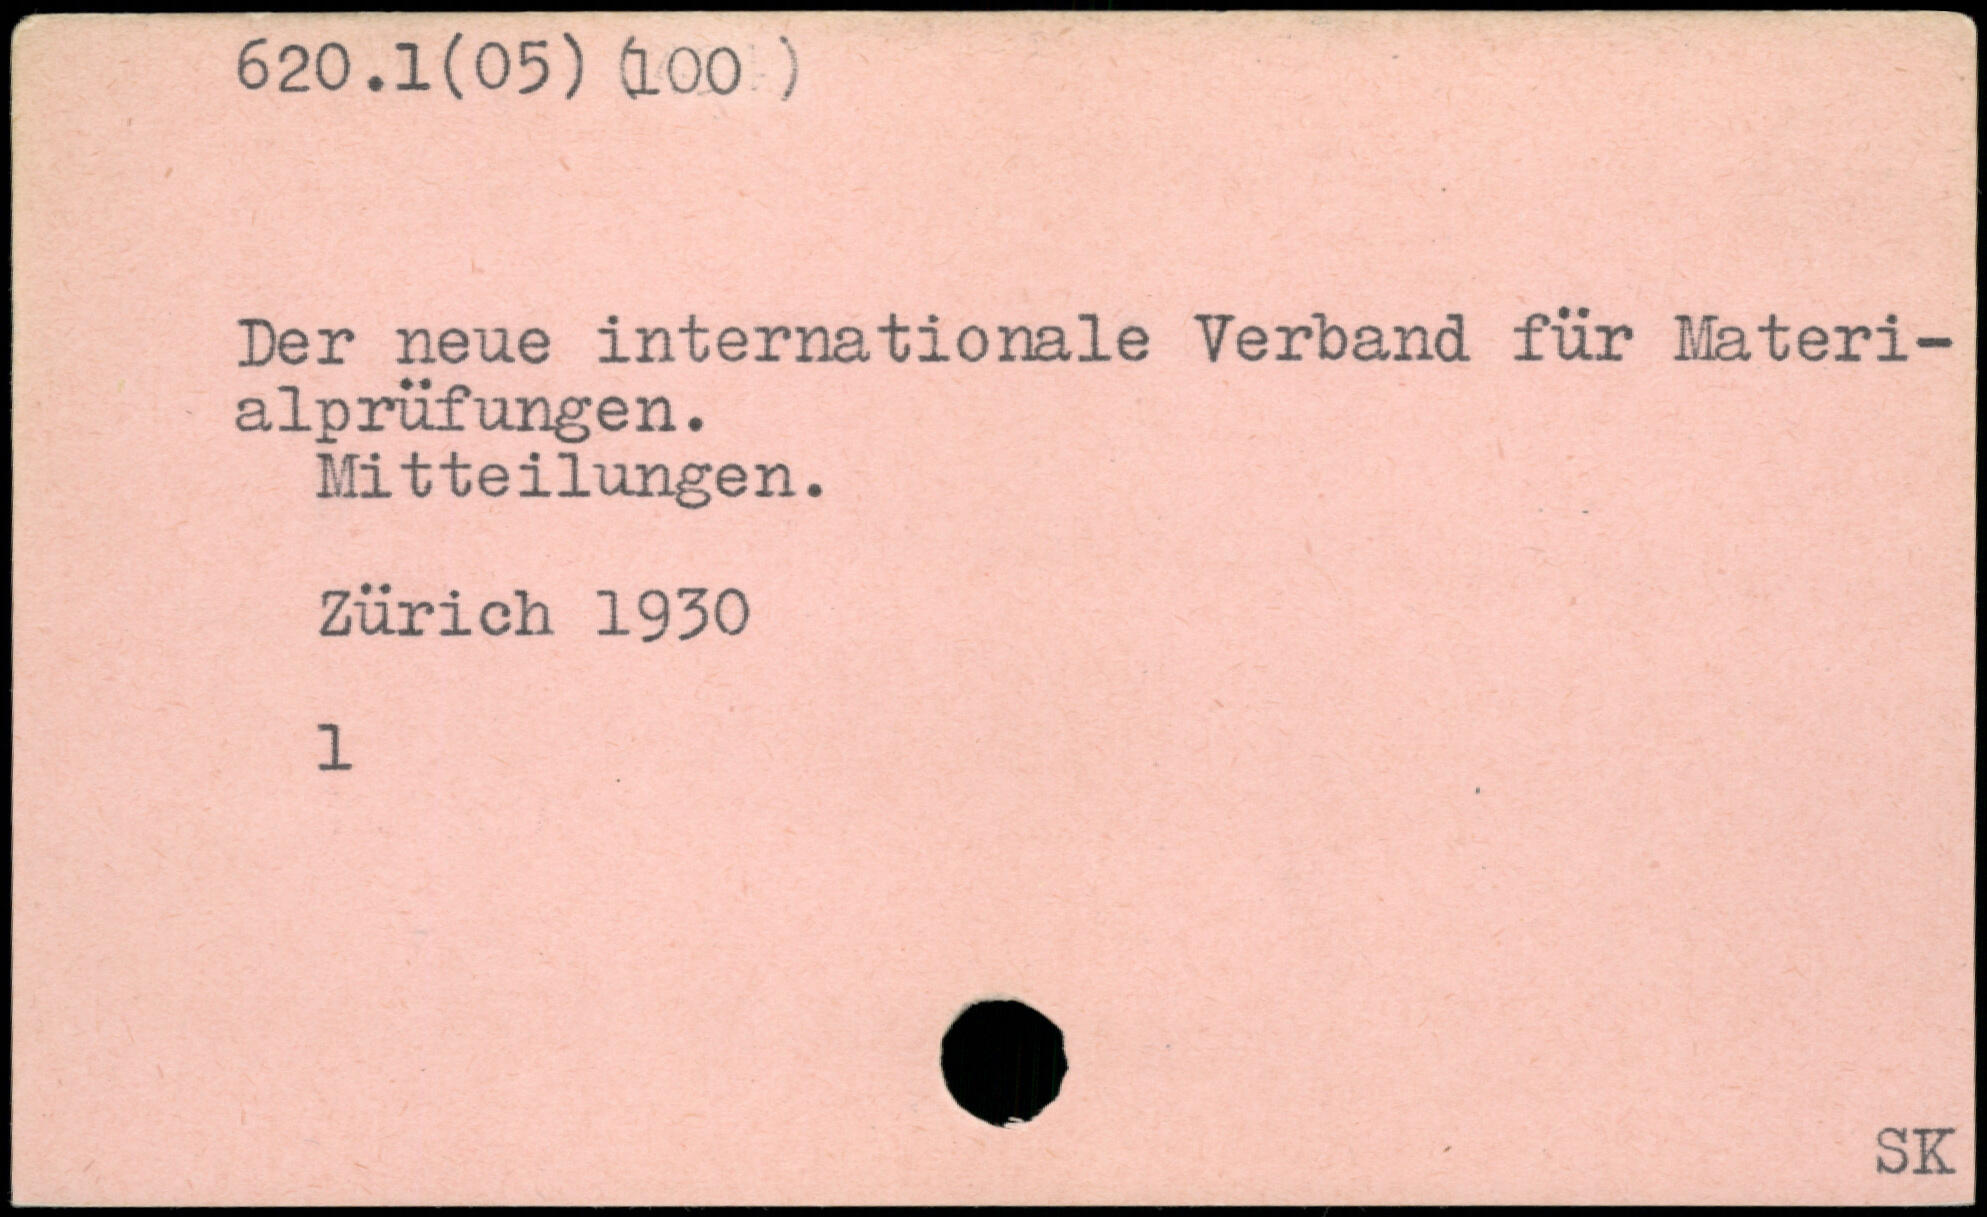 620.1(05) (100)
Der neue internationale Verband für Materi-
alprüfungen.
Mitteilungen.
Zürich 1930
1
SK